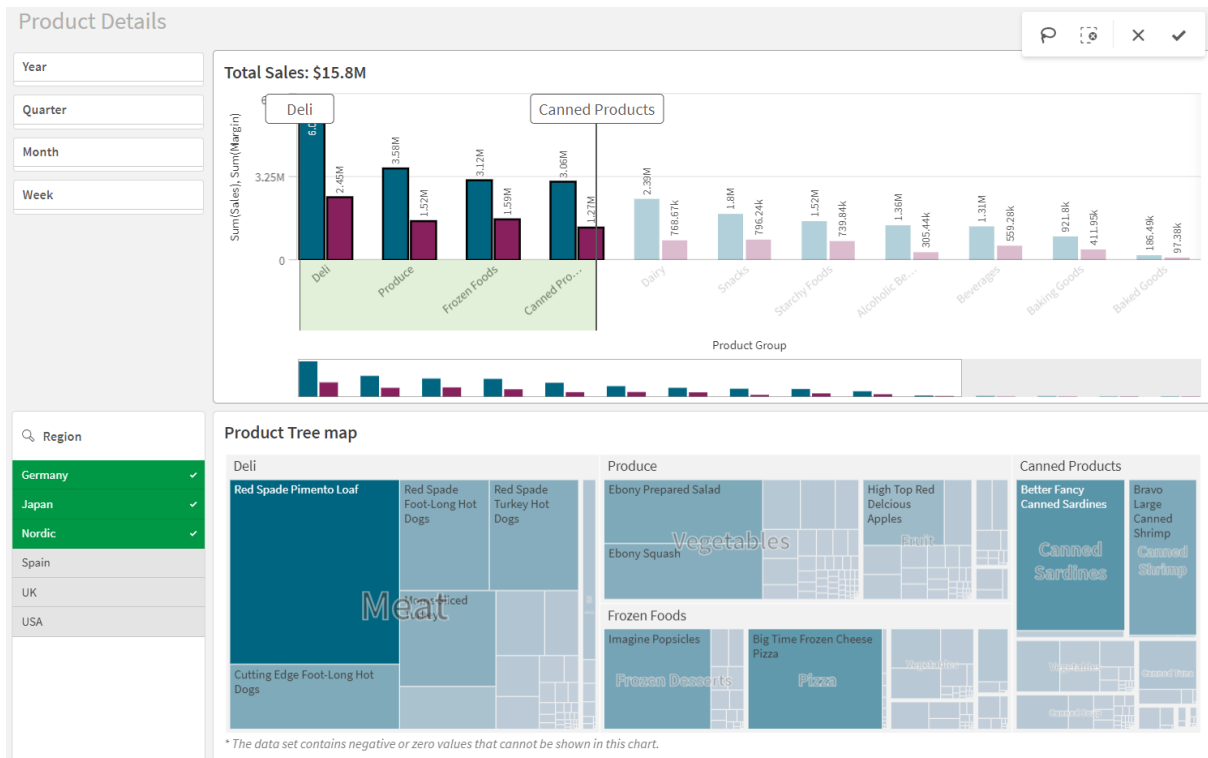 Product Details
Year
Quarter
Month
Week
Total Sales: $15.8M
Deli
Canned Products
Sum(Sales), Sum(Margin)
3.25M
0
2.45M
3.58M
1.52M
3.12M
1.59M
3.06M
1.27M
2.39M
769.67k
1.8M
796.24k
1.52M
739.84k
1.36M
305.44k
1.31M
559.28k
921.8k
411.95k
186.49k
97.38k
Deli
Produce
Frozen Foods
Canned Pro...
Dairy
Snacks
Starchy Foods
Alcoholic Be...
Beverages
Baking Goods
Baked Goods
Product Group
Region
Germany
Japan
Nordic
Spain
UK
USA
Product Tree map
Deli
Red Spade Pimento Loaf
Red Spade
Foot-Long Hot
Dogs
Red Spade
Turkey Hot
Dogs
Meat
Cutting Edge Foot-Long Hot
Dogs
Produce
Ebony Prepared Salad
Vegetables
Ebony Squash
High Top Red
Delcious
Apples
Fruit
Frozen Foods
Imagine Popsicles
Frozen Desserts
Big Time Frozen Cheese
Pizza
Pizza
Vegetables
Canned Products
Better Fancy
Canned Sardines
Canned
Sardines
Bravo
Large
Canned
Shrimp
Canned
Shrimp
Vegetables
Canned Tuna
Canned Soup
* The data set contains negative or zero values that cannot be shown in this chart.